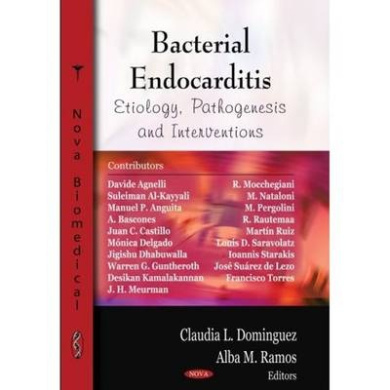 Nova Biomedical
Bacterial
Endocarditis
Etiology, Pathogenesis
and Interventions
Contributors
Davide Agnelli
Suleiman Al-Kayyali
Manuel P. Anguita
A. Bascones
Juan C. Castillo
Mónica Delgado
Jigishu Dhabuwalla
Warren G. Guntheroth
Desikan Kamalakannan
J. H. Meurman
R. Mocchegiani
M. Nataloni
M. Pergolini
R. Rautemaa
Martín Ruiz
Louis D. Saravolatz
Ioannis Starakis
José Suárez de Lezo
Francisco Torres
Claudia L. Dominguez
Alba M. Ramos
Editors
NOVA